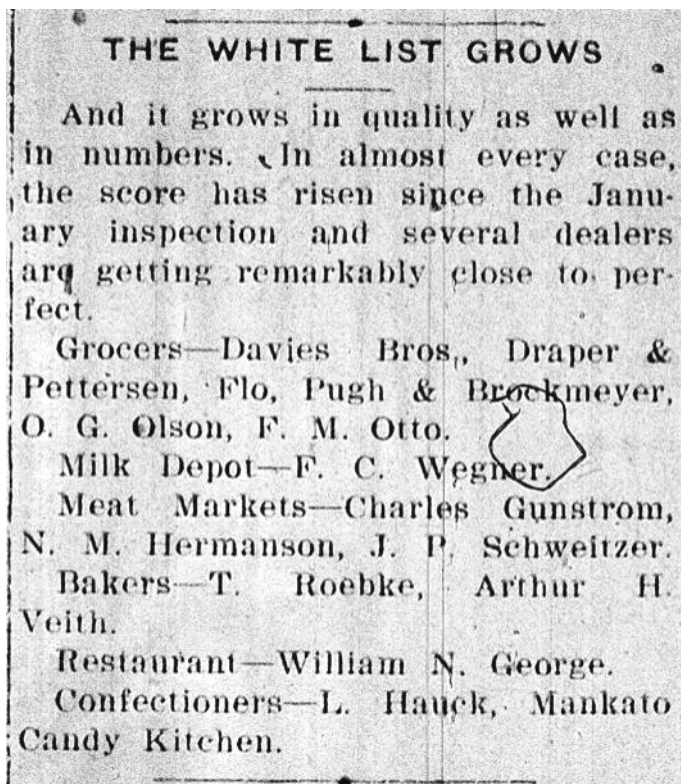 THE WHITE LIST GROWS
And it grows in quality as well as
in numbers. In almost every case,
the score has risen since the Janu-
ary inspection and several dealers
are getting remarkably close to per-
fect.
Grocers—Davies Bros., Draper &
Pettersen, Flo, Pugh & Brockmeyer,
O. G. Olson, F. M. Otto.
Milk Depot—F. C. Wegner.
Meat Markets—Charles Gunstrom,
N. M. Hermanson, J. P. Schweitzer.
Bakers—T. Roebke, Arthur H.
Veith.
Restaurant—William N. George.
Confectioners—L. Hauck, Mankato
Candy Kitchen.